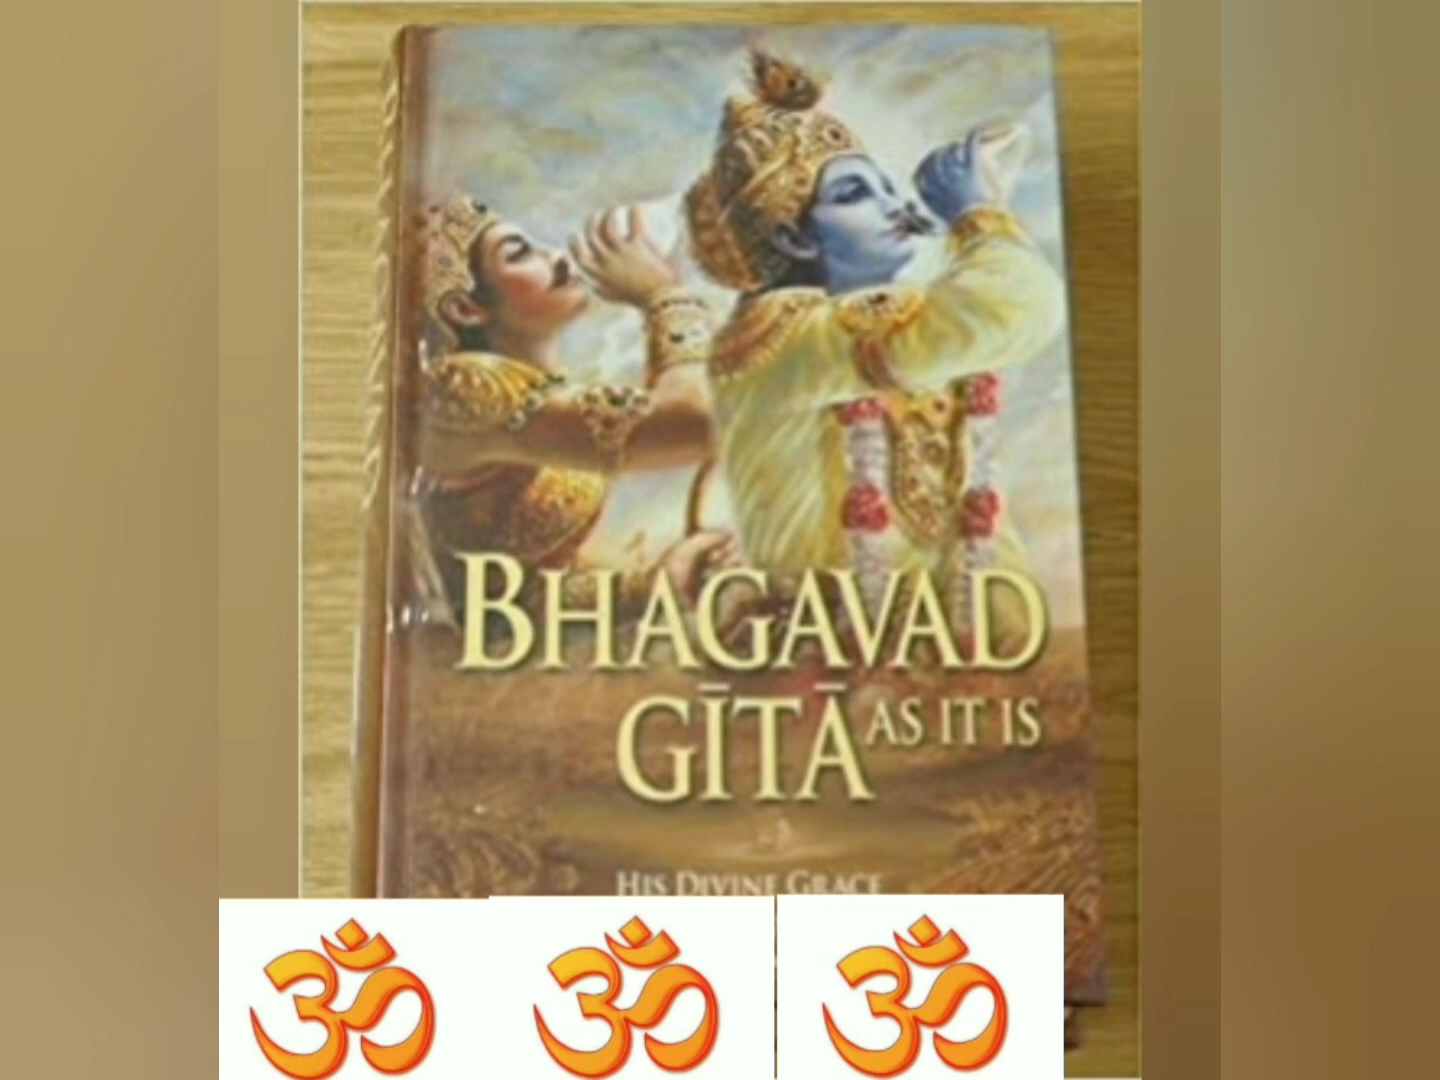 BHAGAVAD
GĪTĀ AS IT IS
HIS DIVINE GRACE
ॐ ॐ ॐ